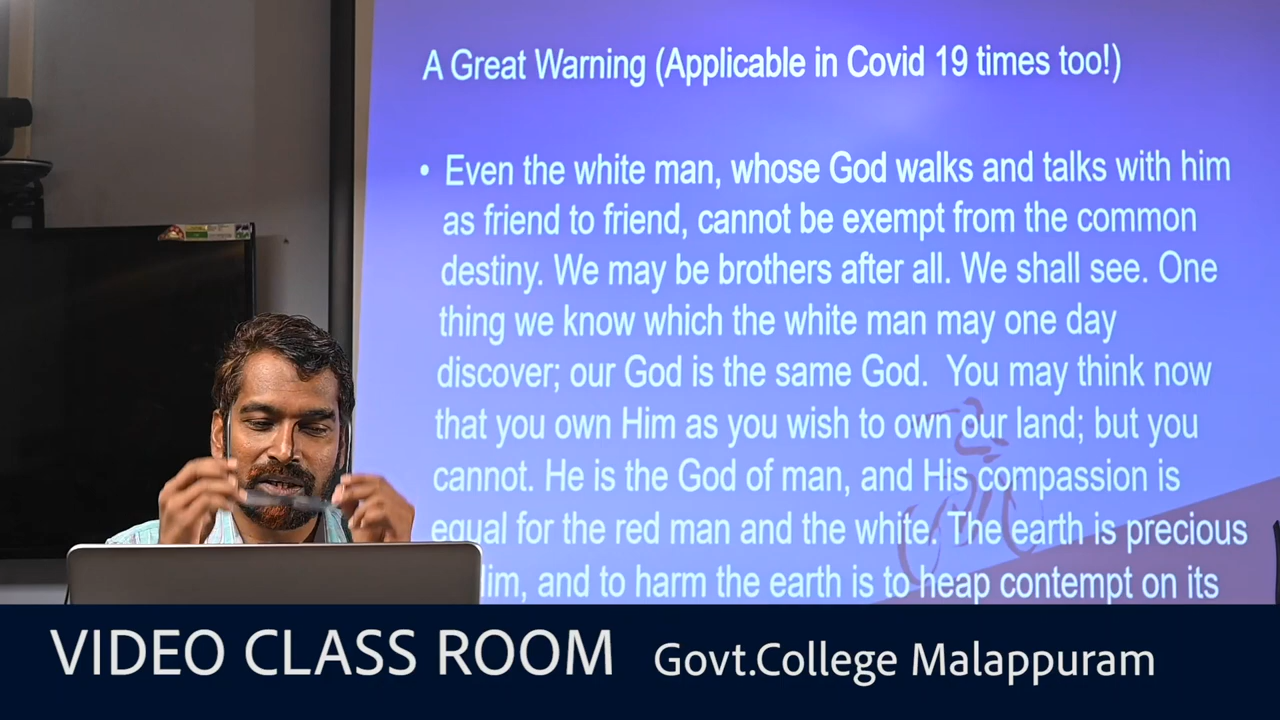 A Great Warning (Applicable in Covid 19 times too!)
• Even the white man, whose God walks and talks with him
as friend to friend, cannot be exempt from the common
destiny. We may be brothers after all. We shall see. One
thing we know which the white man may one day
discover; our God is the same God. You may think now
that you own Him as you wish to own our land; but you
cannot. He is the God of man, and His compassion is
equal for the red man and the white. The earth is precious
Him, and to harm the earth is to heap contempt on its
VIDEO CLASS ROOM Govt.College Malappuram